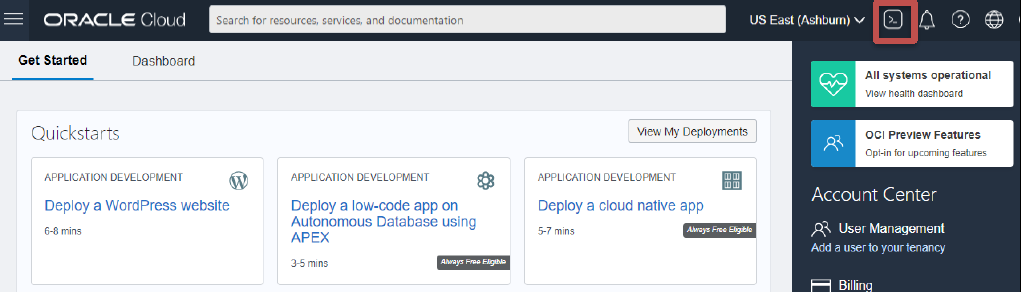 ORACLE Cloud
Search for resources, services, and documentation
US East (Ashburn)
Get Started
Dashboard
All systems operational
View health dashboard
OCI Preview Features
Opt-in for upcoming features
Quickstarts
View My Deployments
APPLICATION DEVELOPMENT
Deploy a WordPress website
6-8 mins
APPLICATION DEVELOPMENT
Deploy a low-code app on
Autonomous Database using
APEX
3-5 mins
Always Free Eligible
APPLICATION DEVELOPMENT
Deploy a cloud native app
5-7 mins
Always Free Eligible
Account Center
User Management
Add a user to your tenancy
Billing